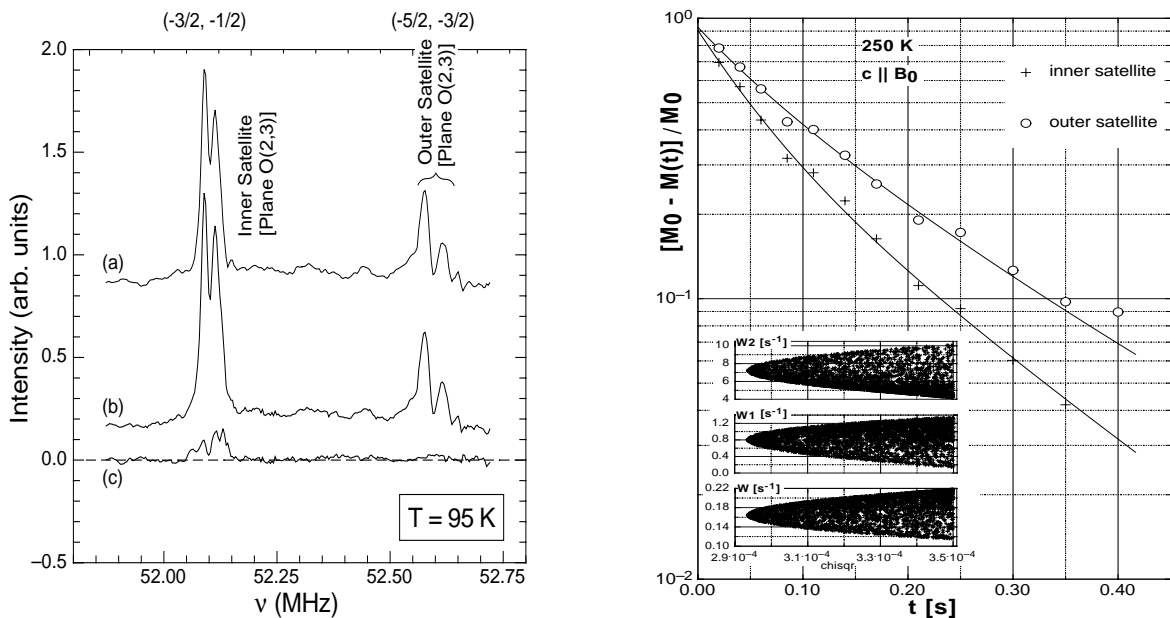 (-3/2, -1/2)
(-5/2, -3/2)
2.0
1.5
1.0
0.5
0.0
−0.5
Intensity (arb. units)
Inner Satellite
[Plane O(2,3)]
Outer Satellite
[Plane O(2,3)]
(a)
(b)
(c)
T = 95 K
52.00
52.25
52.50
52.75
ν (MHz)
10⁰
10⁻¹
10⁻²
[M0 - M(t)] / M0
250 K
c || B0
+ inner satellite
○ outer satellite
W2 [s⁻¹]
10
8
6
4
W1 [s⁻¹]
1.2
0.8
0.4
0.0
W [s⁻¹]
0.22
0.18
0.14
0.10
2.9·10⁻⁴
3.1·10⁻⁴
3.3·10⁻⁴
3.5·10⁻⁴
chisqr
0.00
0.10
0.20
0.30
0.40
t [s]